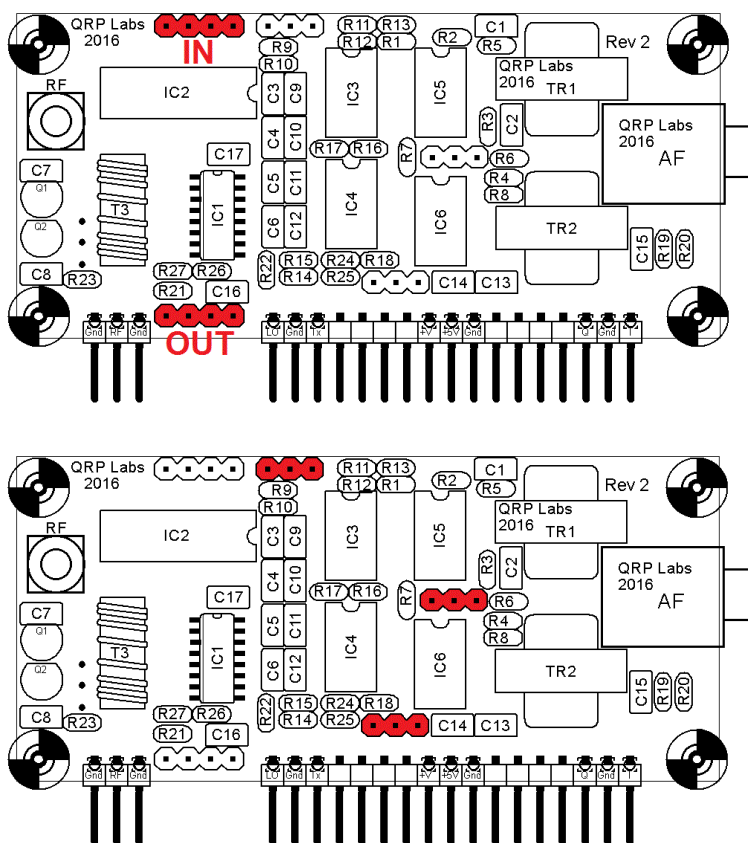 QRP Labs
2016
IN
R9
R10
R11 R13
R12 R1
R2
C1
R5
Rev 2
RF
IC2
C3 C9
IC3
IC5
QRP Labs
2016
TR1
R3
C2
QRP Labs
2016
AF
C4 C10
C7
C17
R17 R16
R7
R6
Q1
T3
IC1
C5 C11
IC4
IC6
R4
R8
Q2
C6 C12
TR2
C8
R23
R27 R26
R22
R15 R24 R18
R14 R25
C15
R19
R20
R21
C16
C14 C13
OUT
Gnd RF Gnd
LO Gnd Tx
+V +5V Gnd
Q Gnd I
QRP Labs
2016
R9
R10
R11 R13
R12 R1
R2
C1
R5
Rev 2
RF
IC2
C3 C9
IC3
IC5
QRP Labs
2016
TR1
R3
C2
QRP Labs
2016
AF
C4 C10
C7
C17
R17 R16
R7
R6
Q1
T3
IC1
C5 C11
IC4
IC6
R4
R8
Q2
C6 C12
TR2
C8
R23
R27 R26
R22
R15 R24 R18
R14 R25
C15
R19
R20
R21
C16
C14 C13
Gnd RF Gnd
LO Gnd Tx
+V +5V Gnd
Q Gnd I